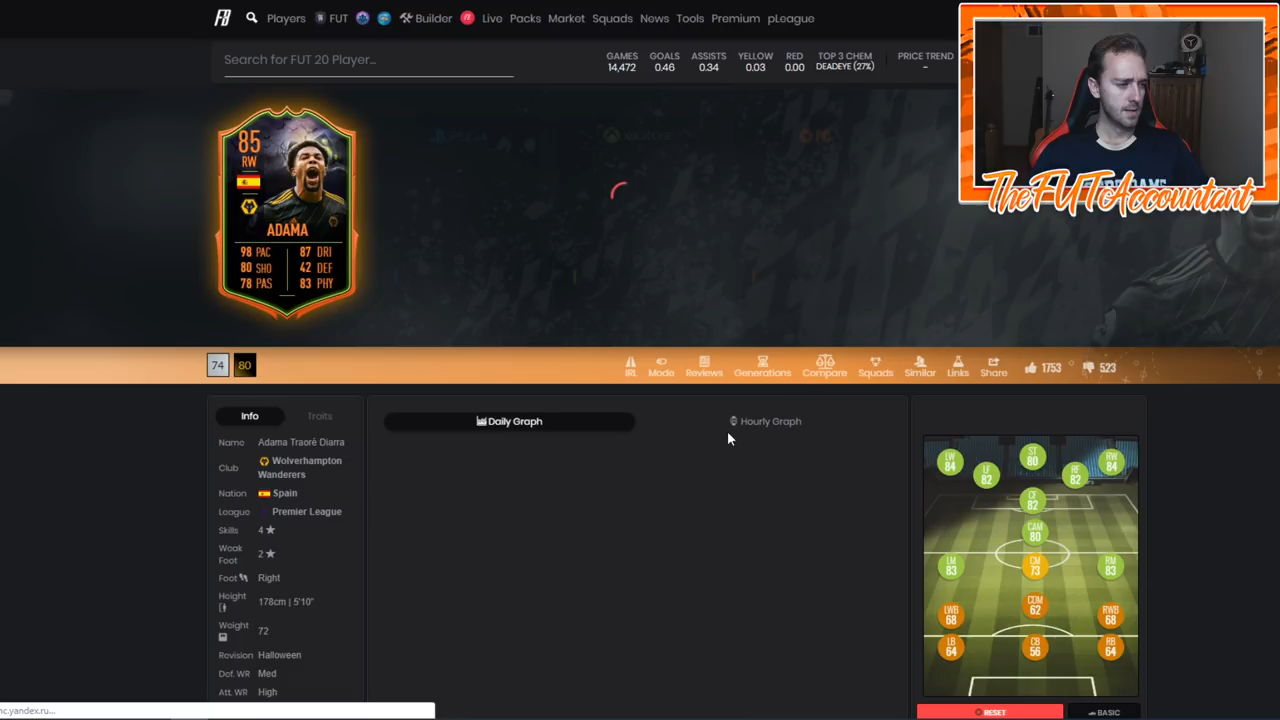 FB Players FUT Builder Live Packs Market Squads News Tools Premium pLeague
Search for FUT 20 Player...
GAMES GOALS ASSISTS YELLOW RED TOP 3 CHEM PRICE TREND
14,472 0.46 0.34 0.03 0.00 DEADEYE (27%) -
TheFUTAccountant
85
RW
ADAMA
98 PAC 87 DRI
80 SHO 42 DEF
78 PAS 83 PHY
74 80
IRL Mode Reviews Generations Compare Squads Similar Links Share 1753 523
Info Traits
Daily Graph Hourly Graph
Name Adama Traoré Diarra
Club Wolverhampton Wanderers
Nation Spain
League Premier League
Skills 4★
Weak Foot 2★
Foot Right
Height 178cm | 5'10"
Weight 72
Revision Halloween
Def. WR Med
Att. WR High
LW 84
ST 80
RW 84
LF 82
RF 82
CF 82
CAM 80
LM 83
CM 73
RM 83
LWB 68
CDM 62
RWB 68
LB 64
CB 56
RB 64
RESET BASIC
nc.yandex.ru...